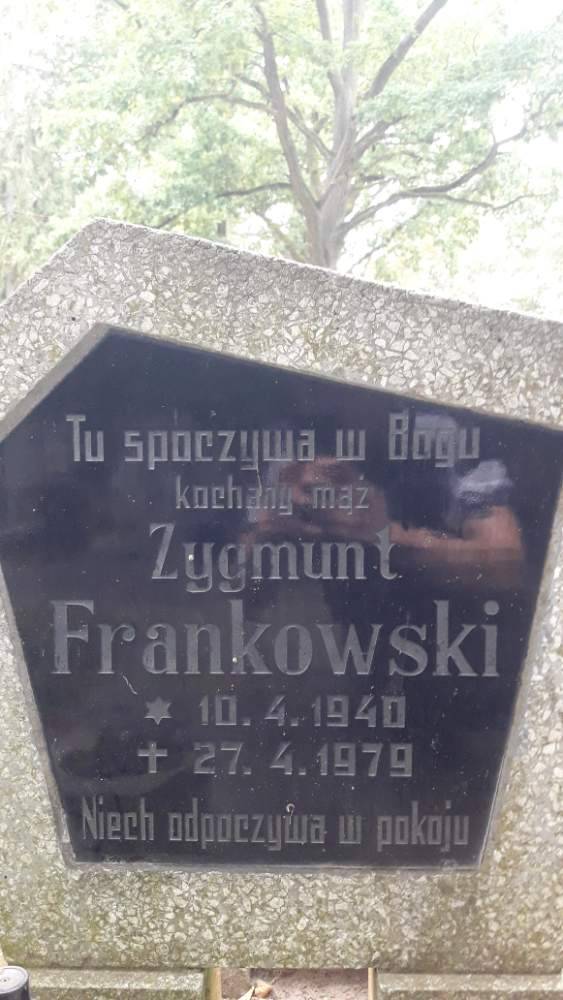 Tu spoczywa w Bogu
kochany mąż
Zygmunt
Frankowski
✶ 10. 4. 1940
✝ 27. 4. 1979
Niech odpoczywa w pokoju